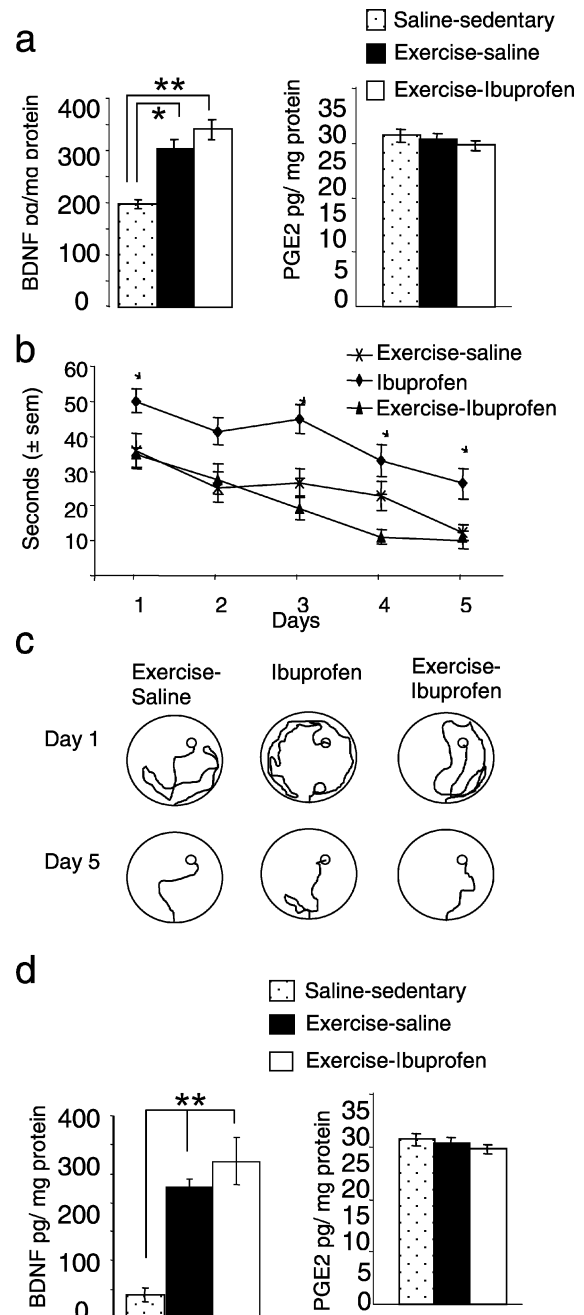 a
Saline-sedentary
Exercise-saline
Exercise-Ibuprofen
BDNF pg/mg protein
400
300
200
100
0
**
*
PGE2 pg/ mg protein
35
30
25
20
15
10
5
0
b
Seconds (± sem)
60
50
40
30
20
10
Exercise-saline
Ibuprofen
Exercise-Ibuprofen
1 2 3 4 5
Days
c
Exercise-
Saline
Ibuprofen
Exercise-
Ibuprofen
Day 1
Day 5
d
Saline-sedentary
Exercise-saline
Exercise-Ibuprofen
BDNF pg/ mg protein
400
300
200
100
0
**
PGE2 pg/ mg protein
35
30
25
20
15
10
5
0